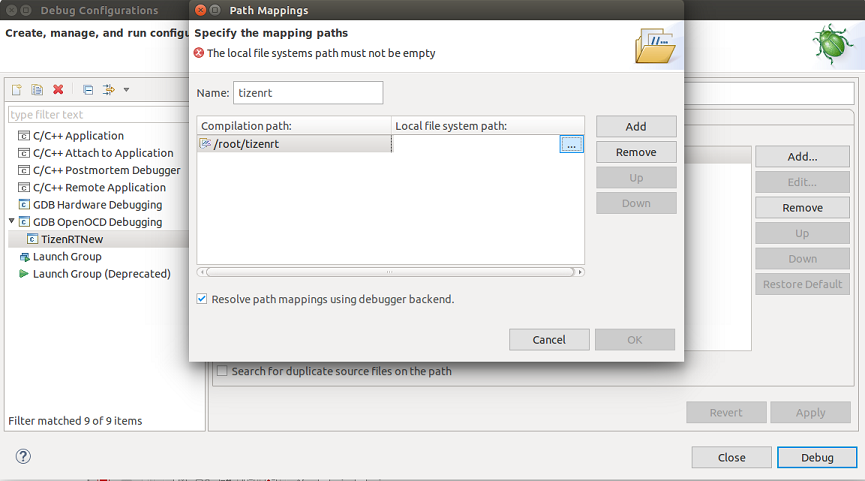 Debug Configurations
Path Mappings
Create, manage, and run configu
Specify the mapping paths
The local file systems path must not be empty
Name: tizenrt
type filter text
Compilation path: Local file system path:
/root/tizenrt ...
Add
Remove
Up
Down
C/C++ Application
C/C++ Attach to Application
C/C++ Postmortem Debugger
C/C++ Remote Application
GDB Hardware Debugging
GDB OpenOCD Debugging
TizenRTNew
Launch Group
Launch Group (Deprecated)
Add...
Edit...
Remove
Up
Down
Restore Default
Resolve path mappings using debugger backend.
Cancel OK
Search for duplicate source files on the path
Filter matched 9 of 9 items
Revert Apply
? Close Debug